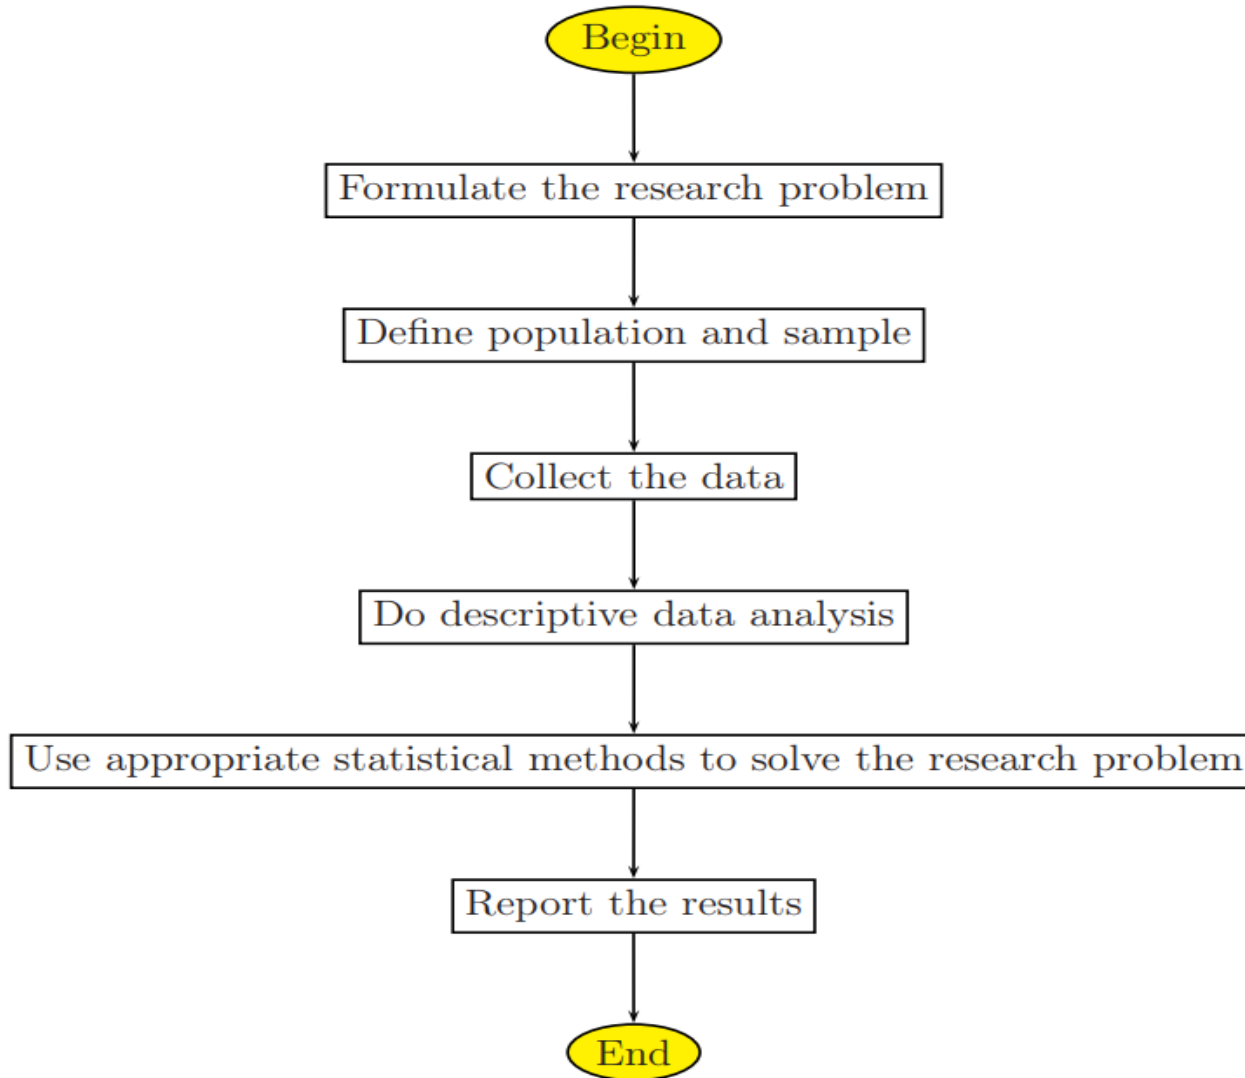 Begin
Formulate the research problem
Define population and sample
Collect the data
Do descriptive data analysis
Use appropriate statistical methods to solve the research problem
Report the results
End